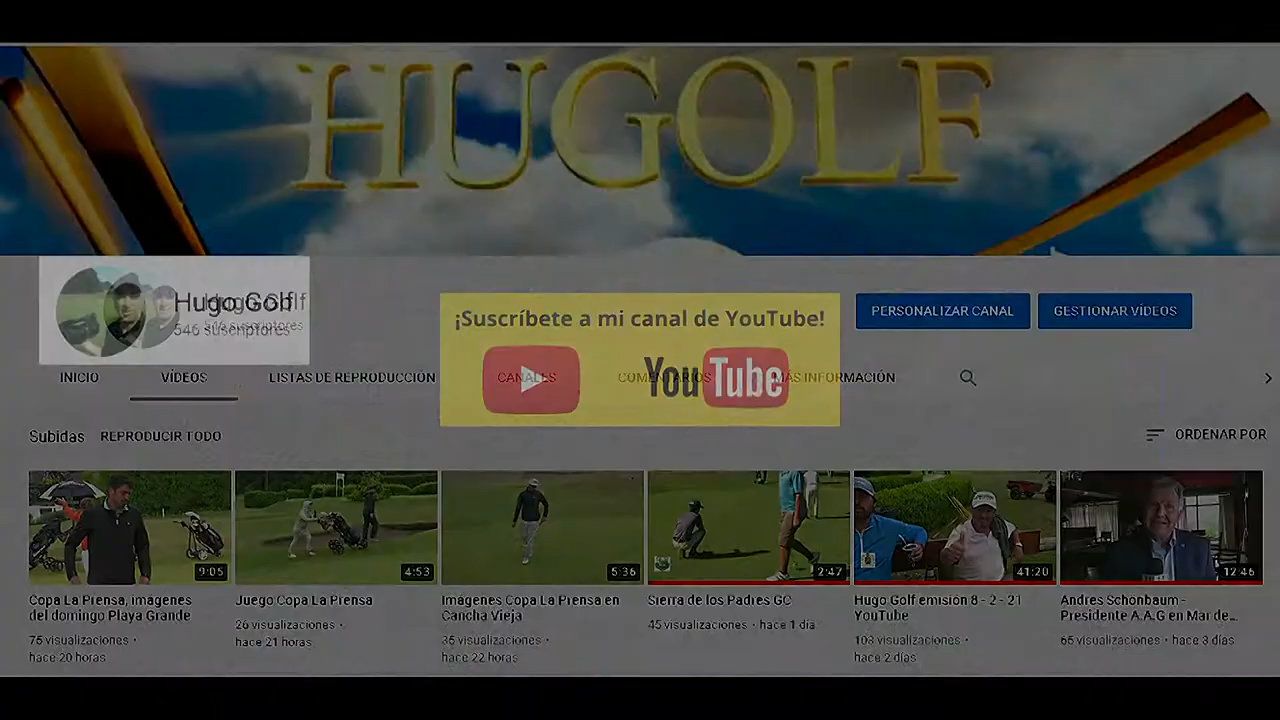 HUGOLF
Hugo Golf
546 suscriptores
¡Suscríbete a mi canal de YouTube!
YouTube
PERSONALIZAR CANAL
GESTIONAR VÍDEOS
INICIO
VÍDEOS
LISTAS DE REPRODUCCIÓN
CANALES
COMENTARIOS
MÁS INFORMACIÓN
Subidas
REPRODUCIR TODO
ORDENAR POR
9:05
4:53
5:36
2:47
41:20
12:46
Copa La Prensa, imágenes
del domingo Playa Grande
75 visualizaciones •
hace 20 horas
Juego Copa La Prensa
26 visualizaciones •
hace 21 horas
Imágenes Copa La Prensa en
Cancha Vieja
35 visualizaciones •
hace 22 horas
Sierra de los Padres GC
45 visualizaciones • hace 1 día
Hugo Golf emisión 8 - 2 - 21
YouTube
103 visualizaciones •
hace 2 días
Andres Schönbaum -
Presidente A.A.G en Mar de...
65 visualizaciones • hace 3 días